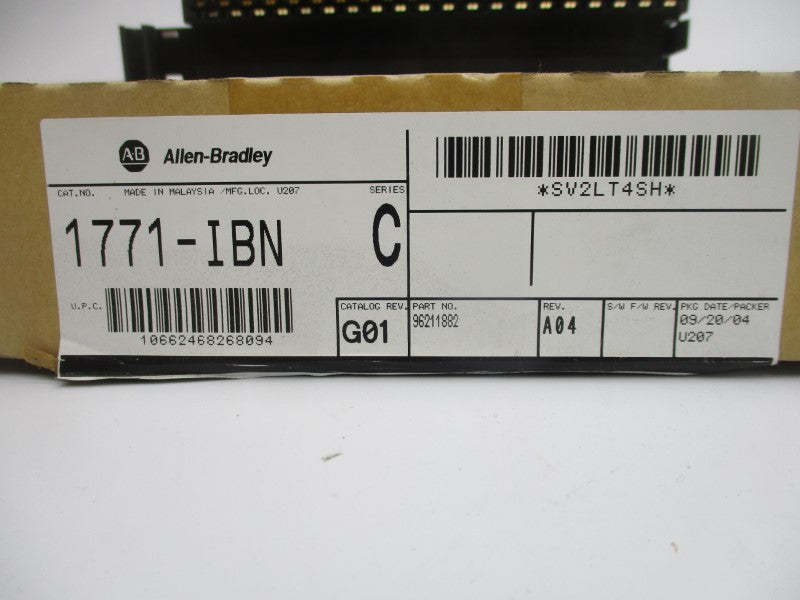 A-B Allen-Bradley
CAT.NO. MADE IN MALAYSIA /MFG.LOC. U207 SERIES
1771-IBN C
U.P.C.
10662468268094
*SV2LT4SH*
CATALOG REV. PART NO. REV. S/W F/W REV. PKG DATE/PACKER
G01 96211882 A04 09/20/04
U207